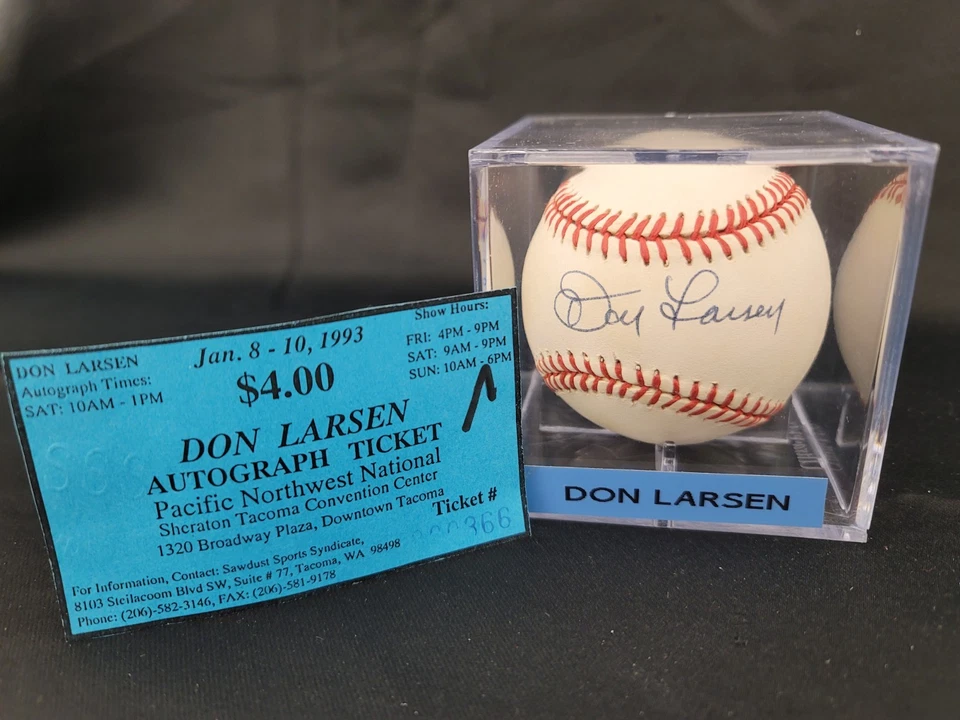 DON LARSEN
Autograph Times:
SAT: 10AM - 1PM
Jan. 8 - 10, 1993
$4.00
Show Hours:
FRI: 4PM - 9PM
SAT: 9AM - 9PM
SUN: 10AM - 6PM
DON LARSEN
AUTOGRAPH TICKET
Pacific Northwest National
Sheraton Tacoma Convention Center
1320 Broadway Plaza, Downtown Tacoma
Ticket #
For Information, Contact: Sawdust Sports Syndicate,
8103 Steilacoom Blvd SW, Suite # 77, Tacoma, WA 98498
Phone: (206)-582-3146, FAX: (206)-581-9178
Don Larsen
DON LARSEN